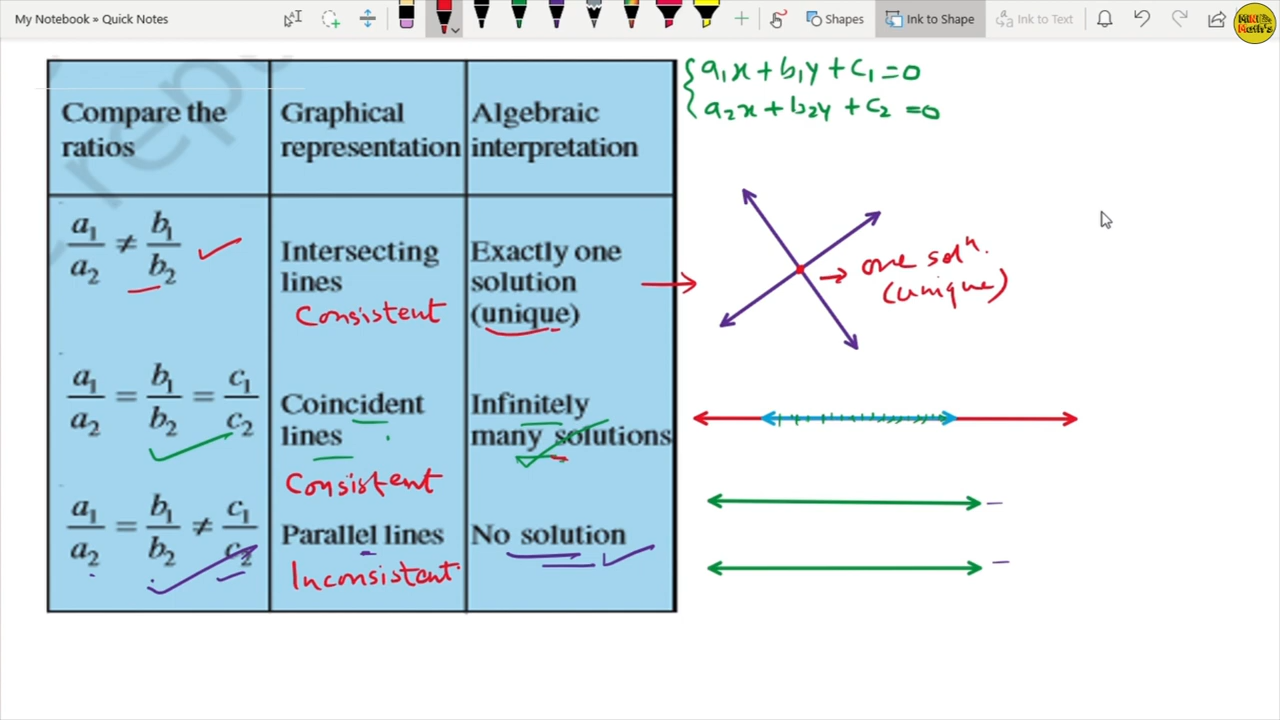 My Notebook » Quick Notes
Shapes
Ink to Shape
Ink to Text
MiKi
Math's
Compare the ratios
Graphical representation
Algebraic interpretation
a₁/a₂ ≠ b₁/b₂
Intersecting lines
Consistent
Exactly one solution (unique)
a₁/a₂ = b₁/b₂ = c₁/c₂
Coincident lines
Consistent
Infinitely many solutions
a₁/a₂ = b₁/b₂ ≠ c₁/c₂
Parallel lines
Inconsistant
No solution
a₁x + b₁y + c₁ = 0
a₂x + b₂y + c₂ = 0
one solⁿ.
(unique)